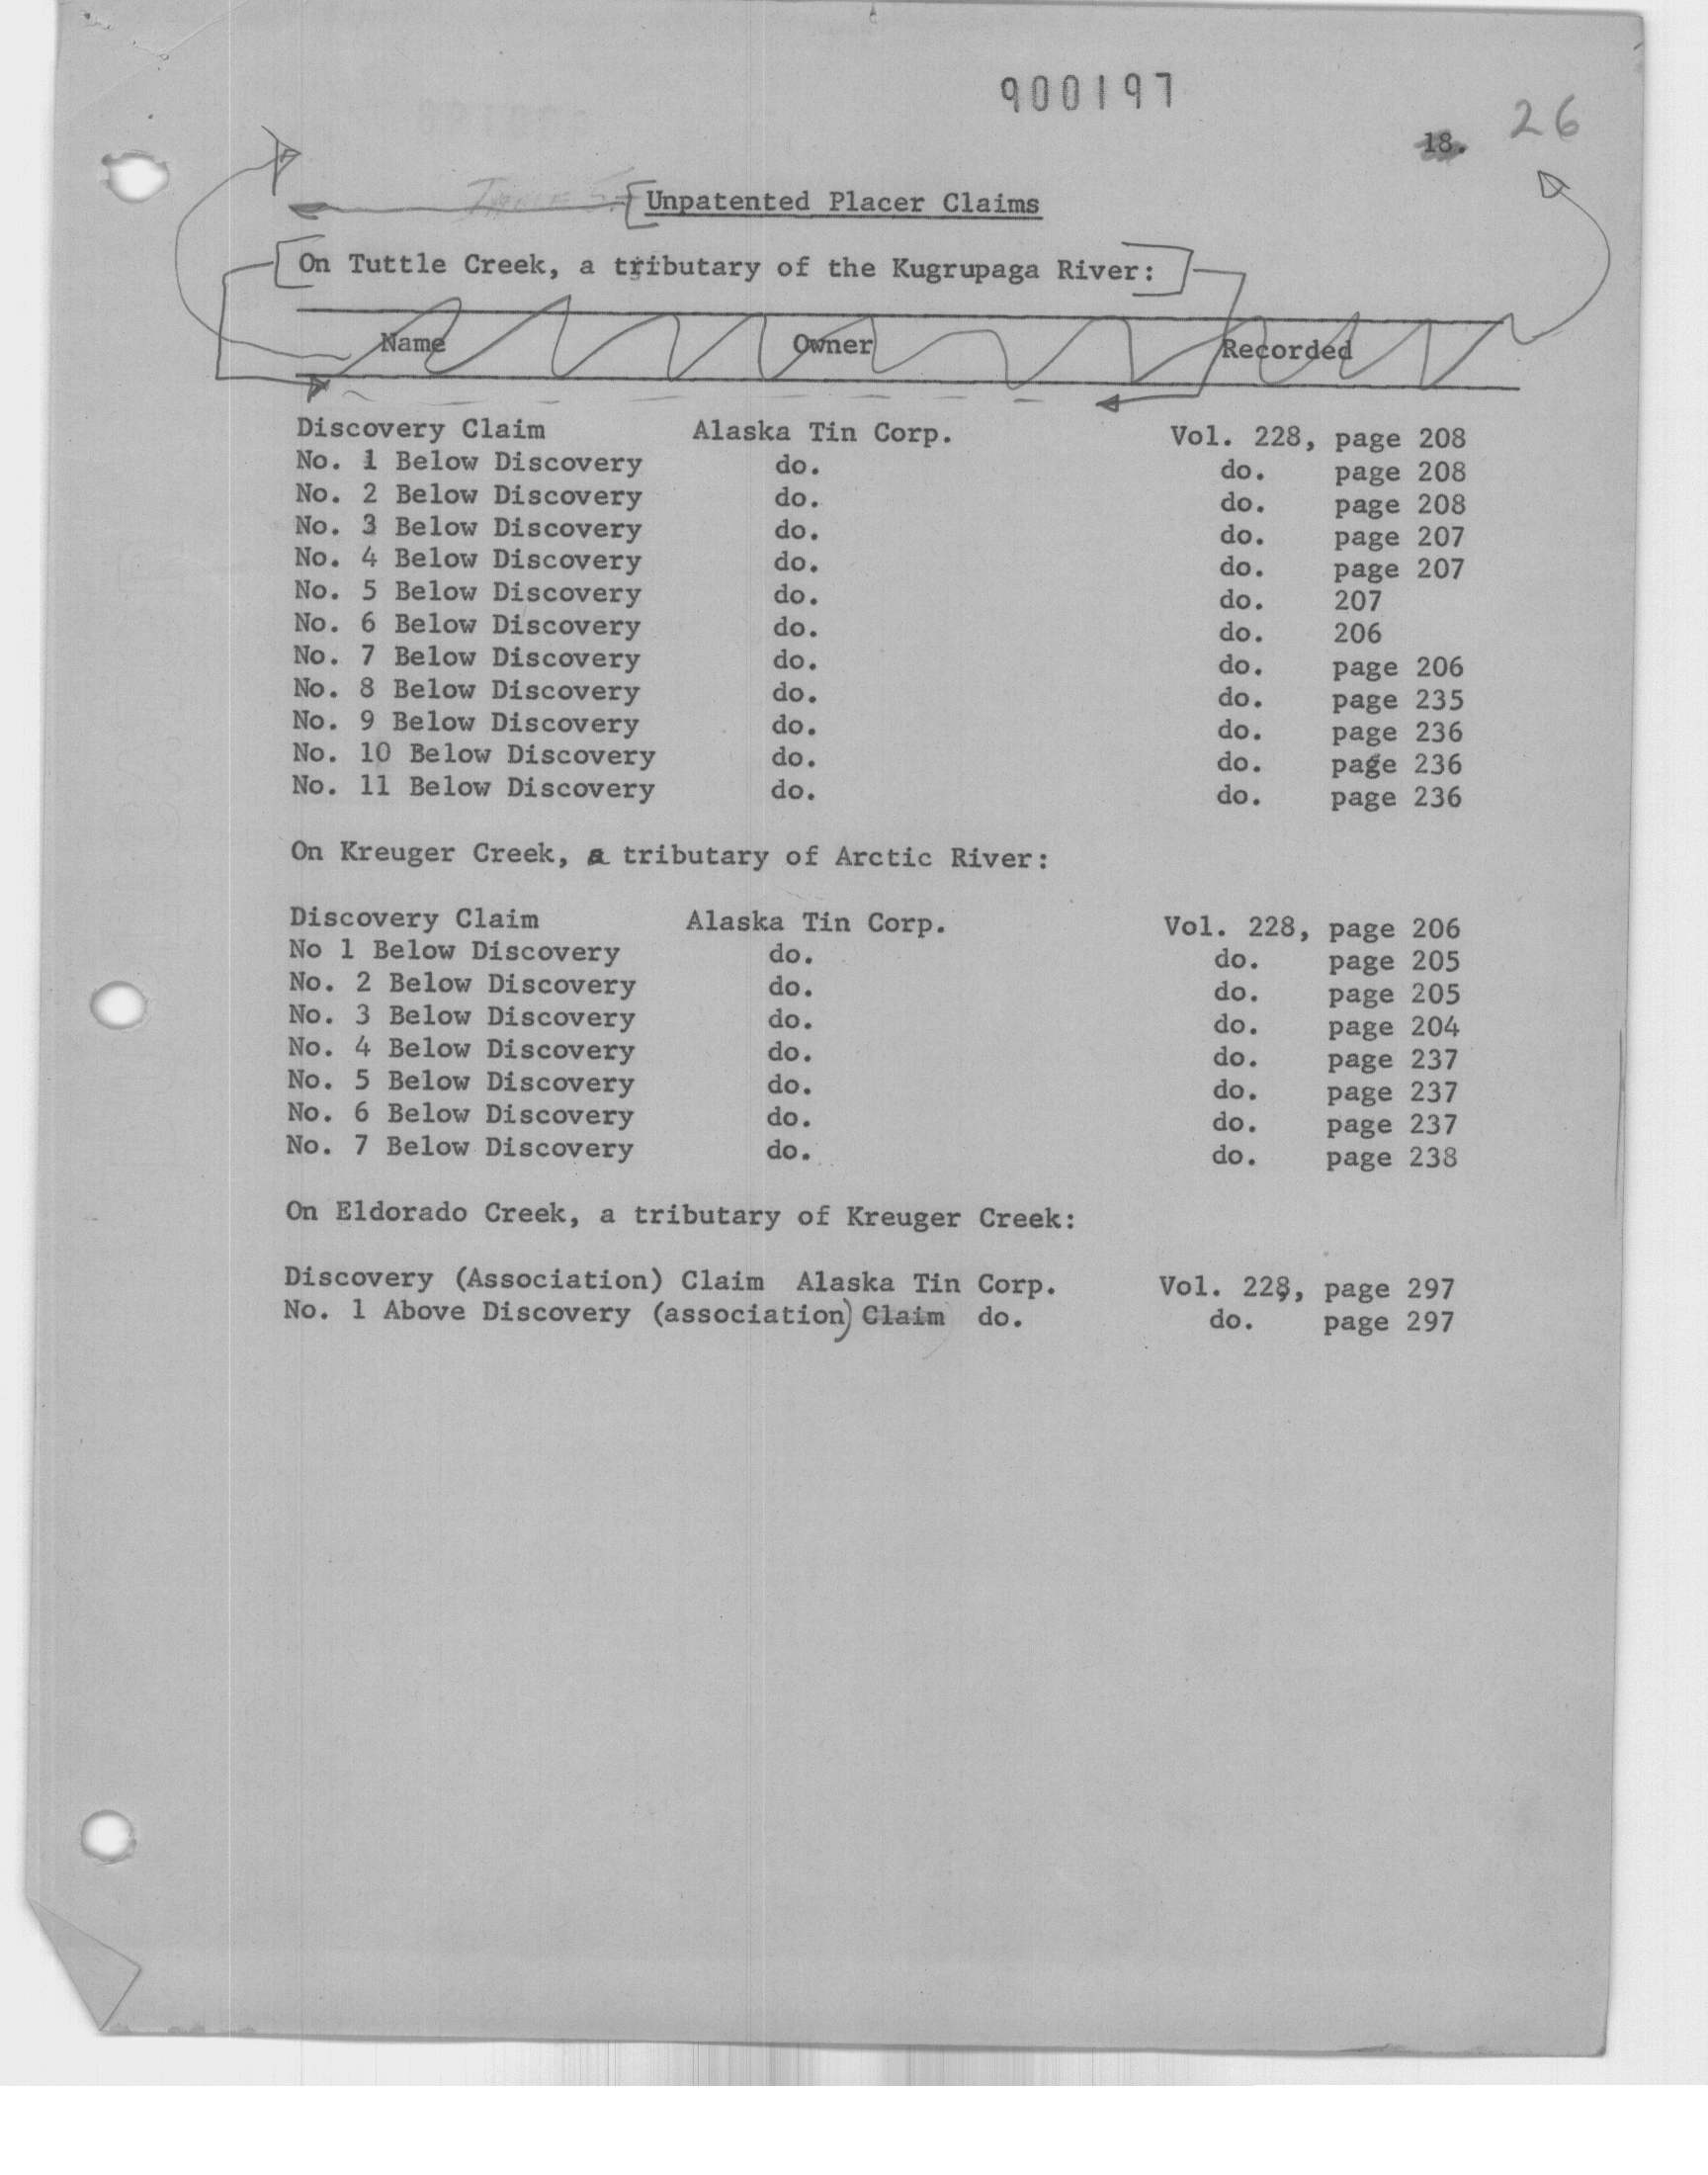 900197
18. 26
Unpatented Placer Claims
On Tuttle Creek, a tributary of the Kugrupaga River:
Name Owner Recorded
Discovery Claim Alaska Tin Corp. Vol. 228, page 208
No. 1 Below Discovery do. do. page 208
No. 2 Below Discovery do. do. page 208
No. 3 Below Discovery do. do. page 207
No. 4 Below Discovery do. do. page 207
No. 5 Below Discovery do. do. 207
No. 6 Below Discovery do. do. 206
No. 7 Below Discovery do. do. page 206
No. 8 Below Discovery do. do. page 235
No. 9 Below Discovery do. do. page 236
No. 10 Below Discovery do. do. page 236
No. 11 Below Discovery do. do. page 236
On Kreuger Creek, a tributary of Arctic River:
Discovery Claim Alaska Tin Corp. Vol. 228, page 206
No 1 Below Discovery do. do. page 205
No. 2 Below Discovery do. do. page 205
No. 3 Below Discovery do. do. page 204
No. 4 Below Discovery do. do. page 237
No. 5 Below Discovery do. do. page 237
No. 6 Below Discovery do. do. page 237
No. 7 Below Discovery do. do. page 238
On Eldorado Creek, a tributary of Kreuger Creek:
Discovery (Association) Claim Alaska Tin Corp. Vol. 228, page 297
No. 1 Above Discovery (association) Claim do. do. page 297